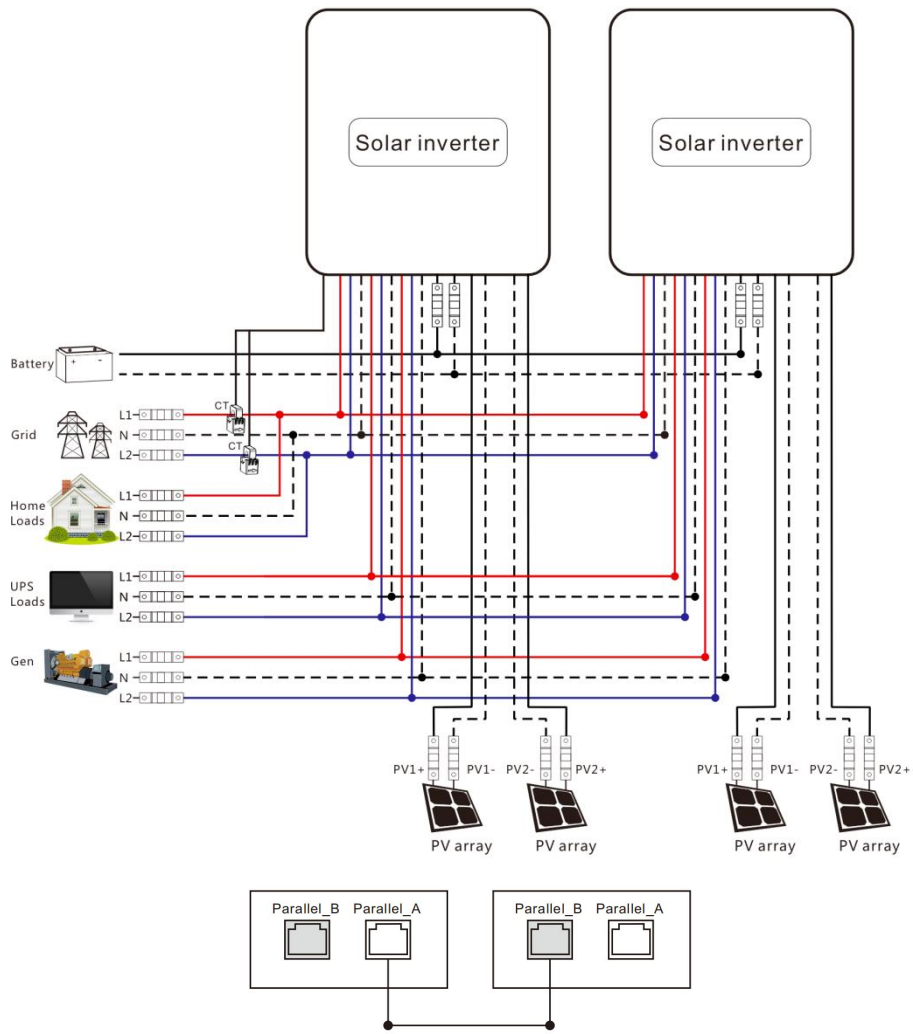 Solar inverter
Solar inverter
Battery
+ -
CT
Grid
L1
N
CT
L2
Home
Loads
L1
N
L2
UPS
Loads
L1
N
L2
Gen
L1
N
L2
PV1+ PV1- PV2- PV2+
PV1+ PV1- PV2- PV2+
PV array
PV array
PV array
PV array
Parallel_B Parallel_A
Parallel_B Parallel_A